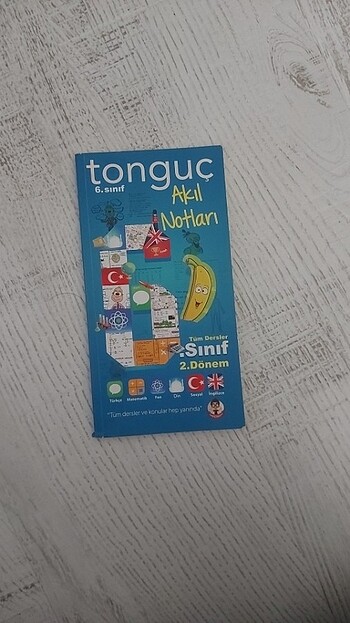 tonguç
6.sınıf
Akıl
Notları
Tüm Dersler
.Sınıf
2.Dönem
Türkçe Matematik Fen Din Sosyal İngilizce
"Tüm dersler ve konular hep yanında"